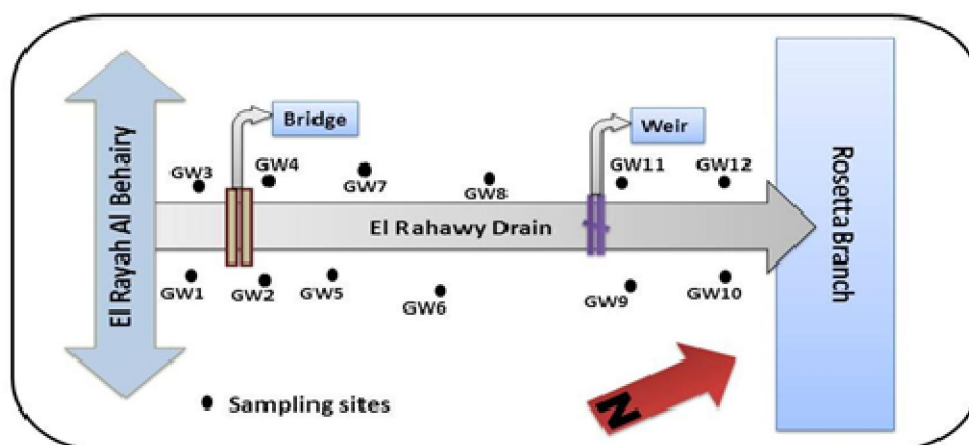 Bridge
Weir
GW3
GW4
GW7
GW8
GW11
GW12
El Rayah Al Behairy
El Rahawy Drain
Rosetta Branch
GW1
GW2
GW5
GW6
GW9
GW10
N
Sampling sites